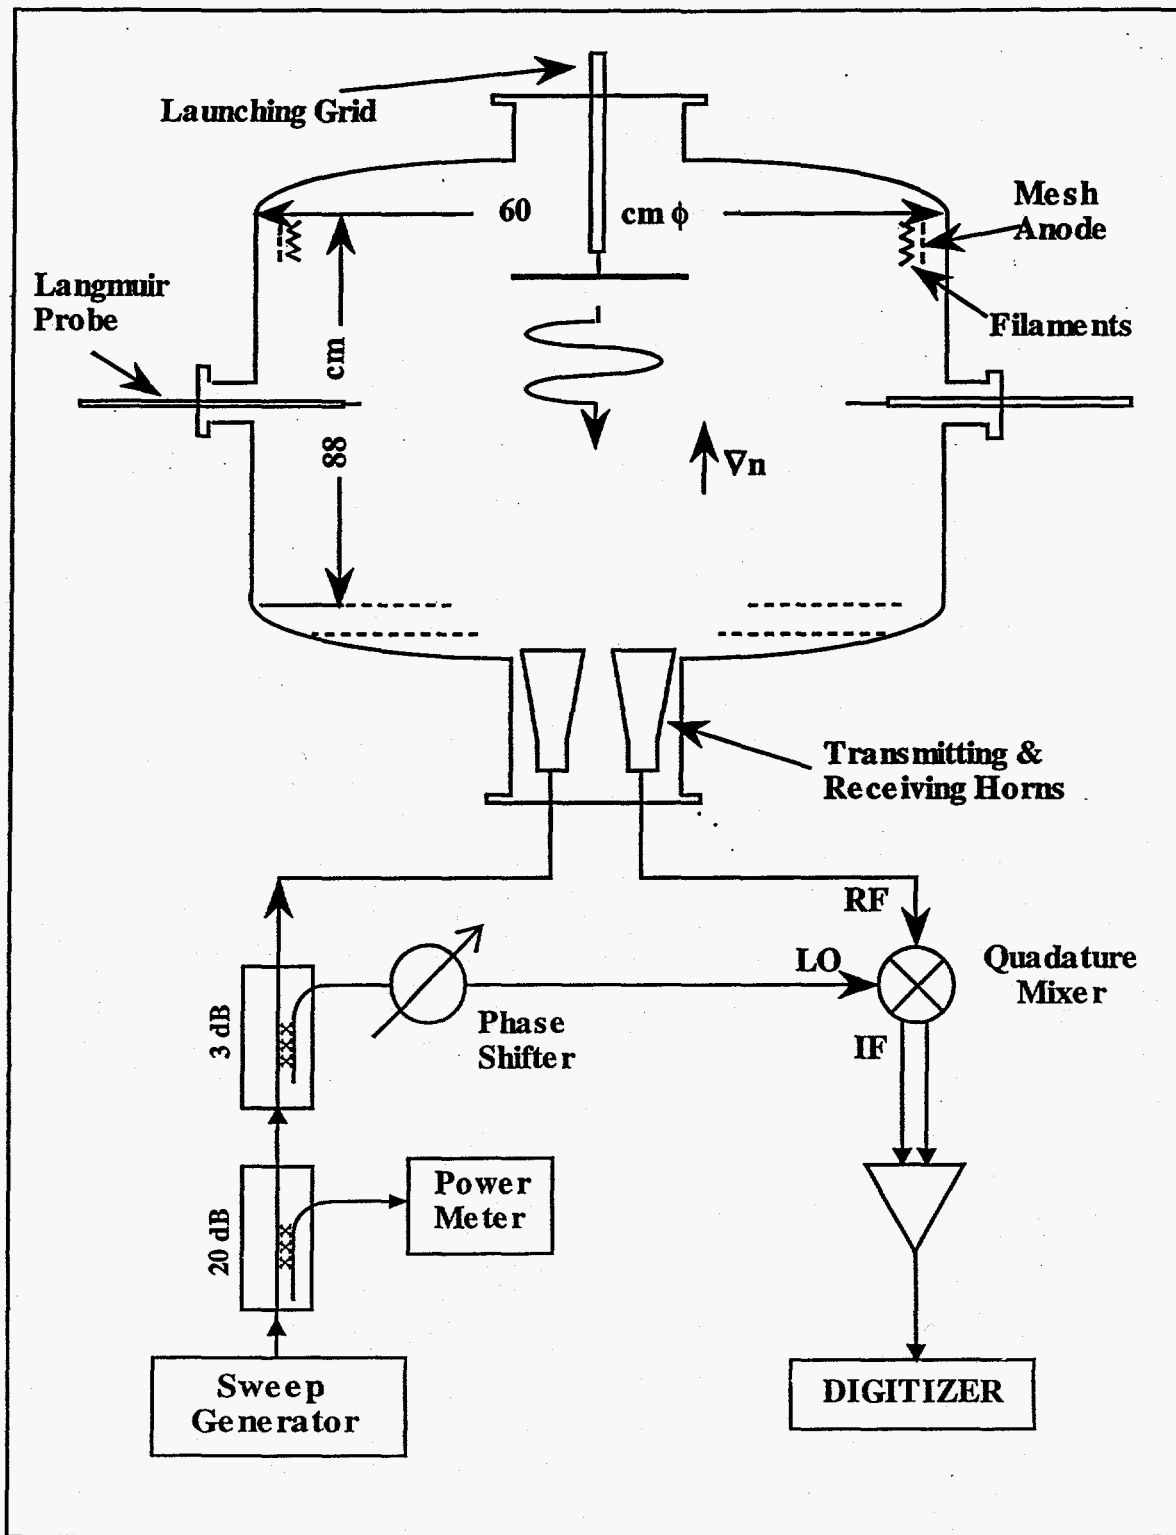 Launching Grid
60 cm ϕ
Mesh
Anode
Langmuir
Probe
Filaments
88 cm
∇n
Transmitting &
Receiving Horns
RF
LO
Quadature
Mixer
3 dB
Phase
Shifter
IF
20 dB
Power
Meter
Sweep
Generator
DIGITIZER